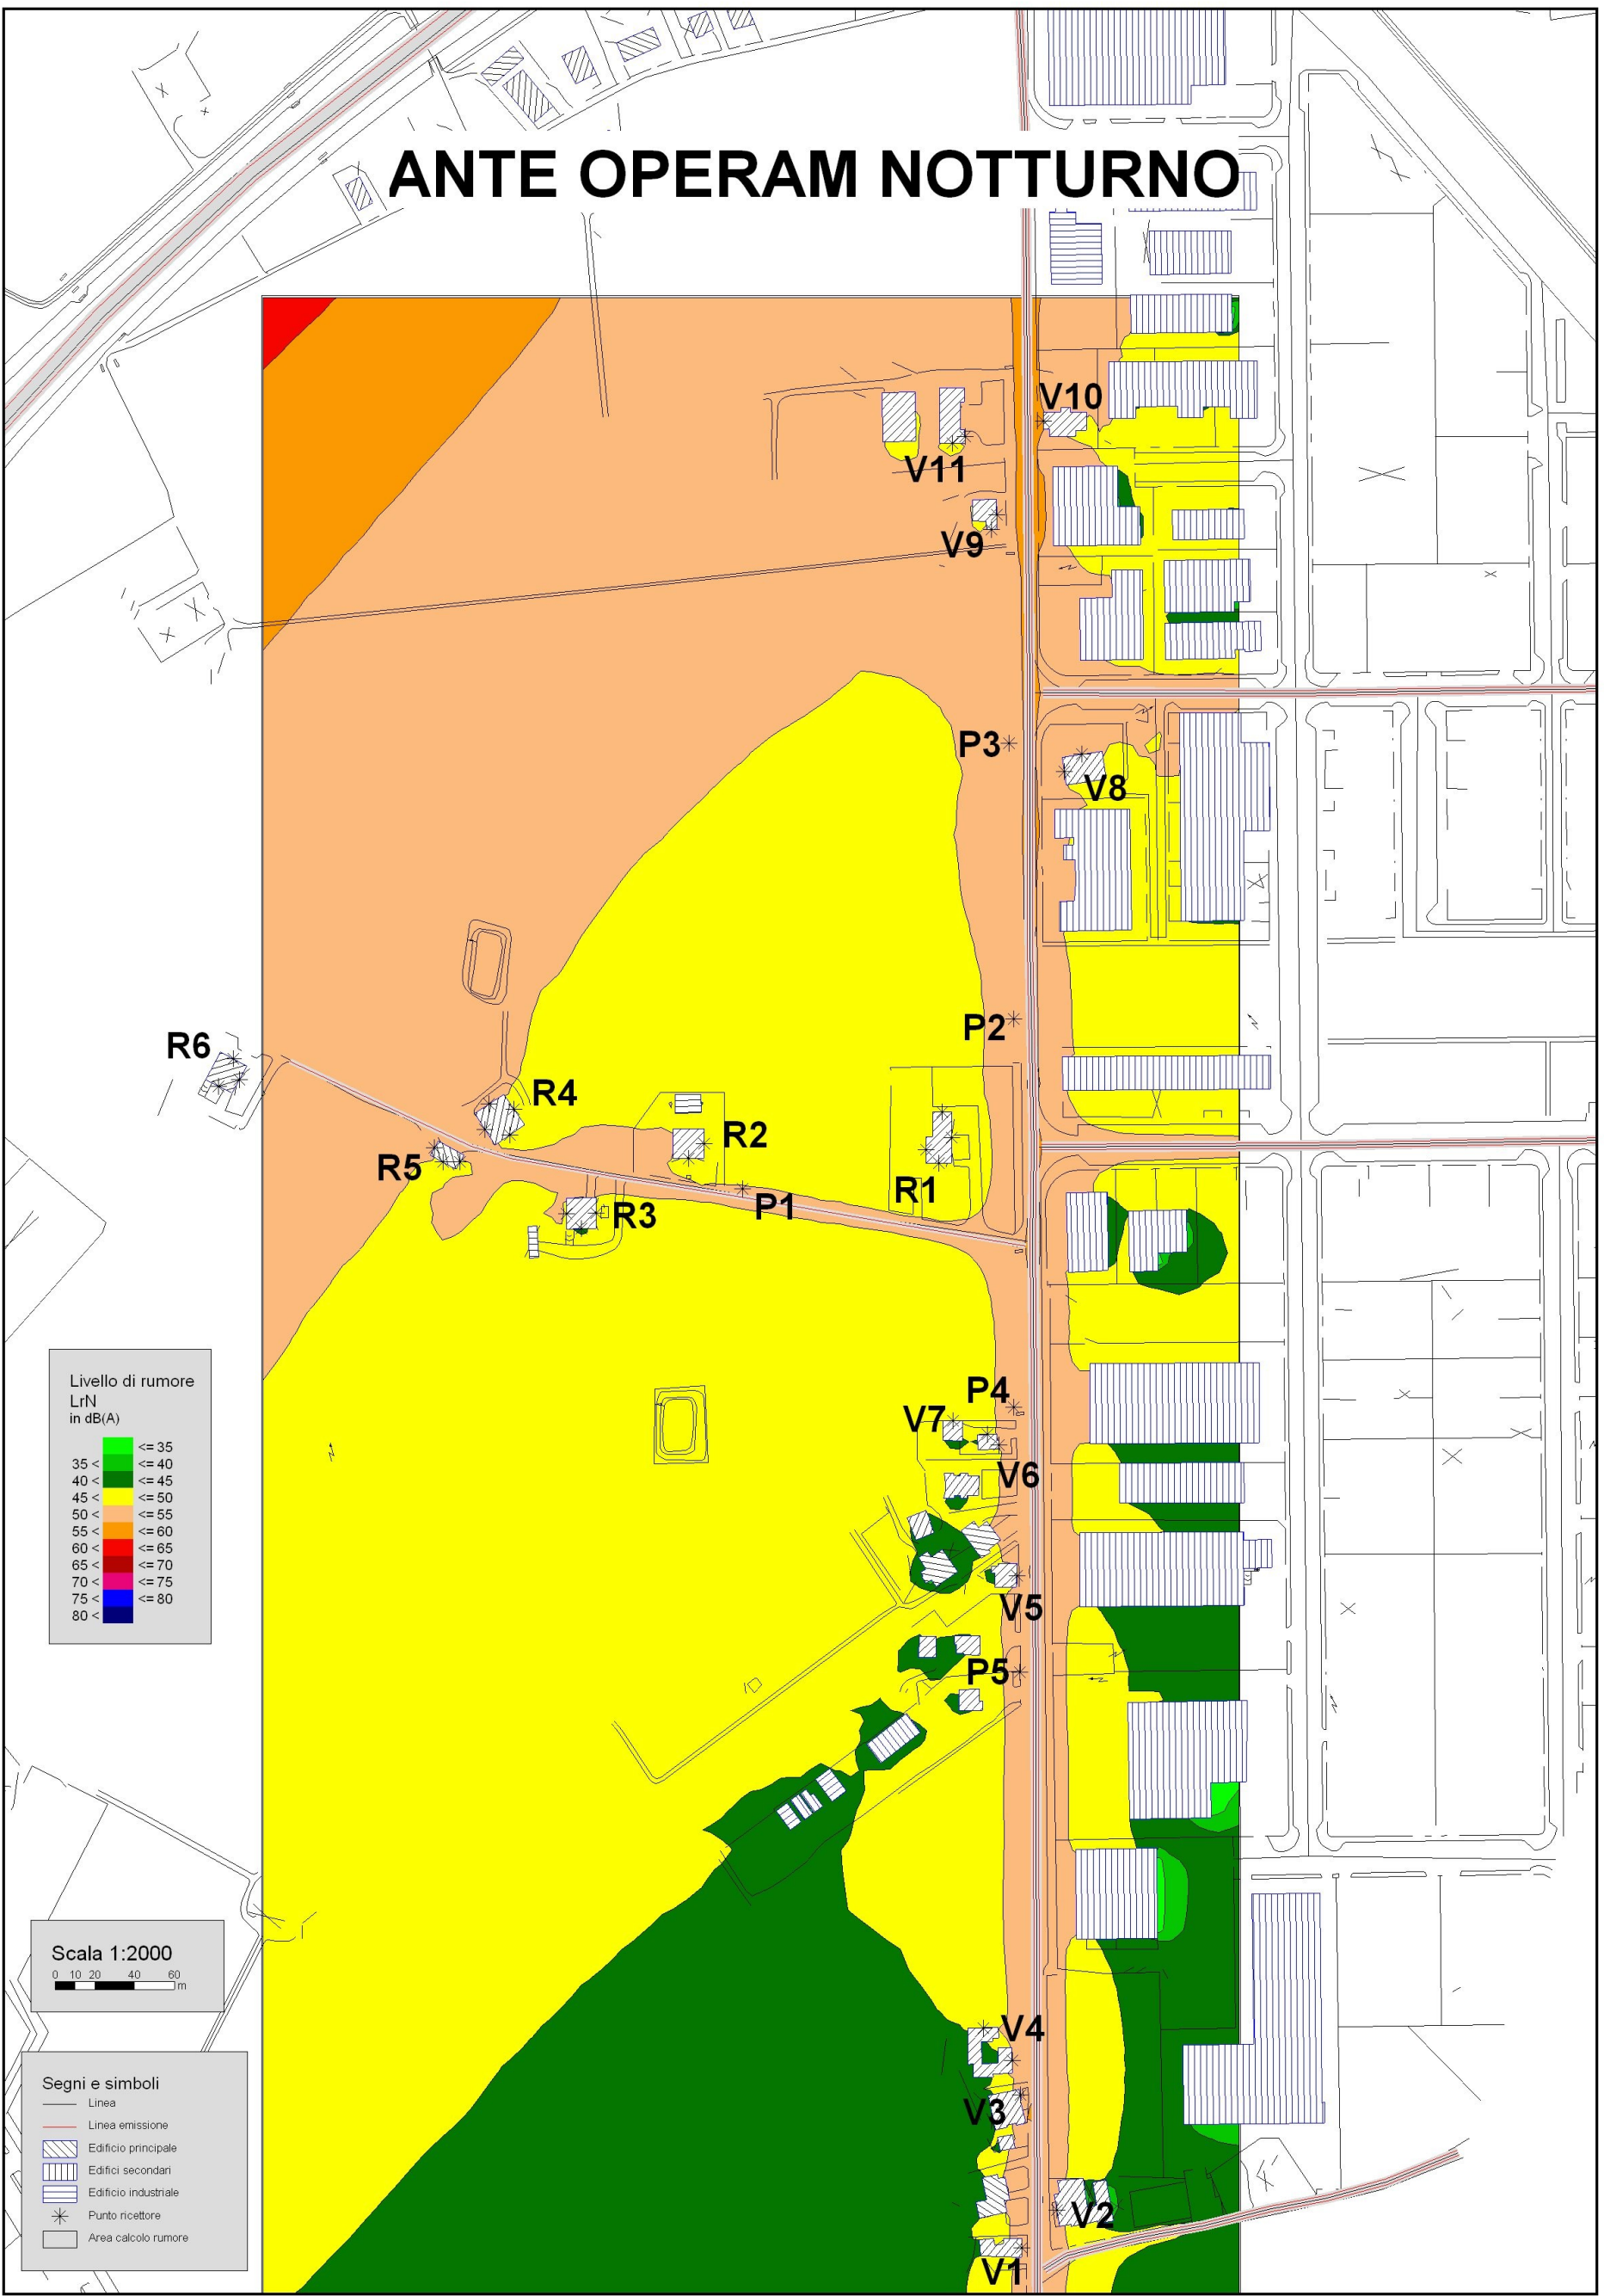 ANTE OPERAM NOTTURNO
V10
V11
V9
P3
V8
P2
R6
R4
R2
R5
R1
P1
R3
P4
V7
V6
V5
P5
V4
V3
V2
V1
Livello di rumore
LrN
in dB(A)
<= 35
35 < <= 40
40 < <= 45
45 < <= 50
50 < <= 55
55 < <= 60
60 < <= 65
65 < <= 70
70 < <= 75
75 < <= 80
80 <
Scala 1:2000
0 10 20 40 60
m
Segni e simboli
Linea
Linea emissione
Edificio principale
Edifici secondari
Edificio industriale
Punto ricettore
Area calcolo rumore